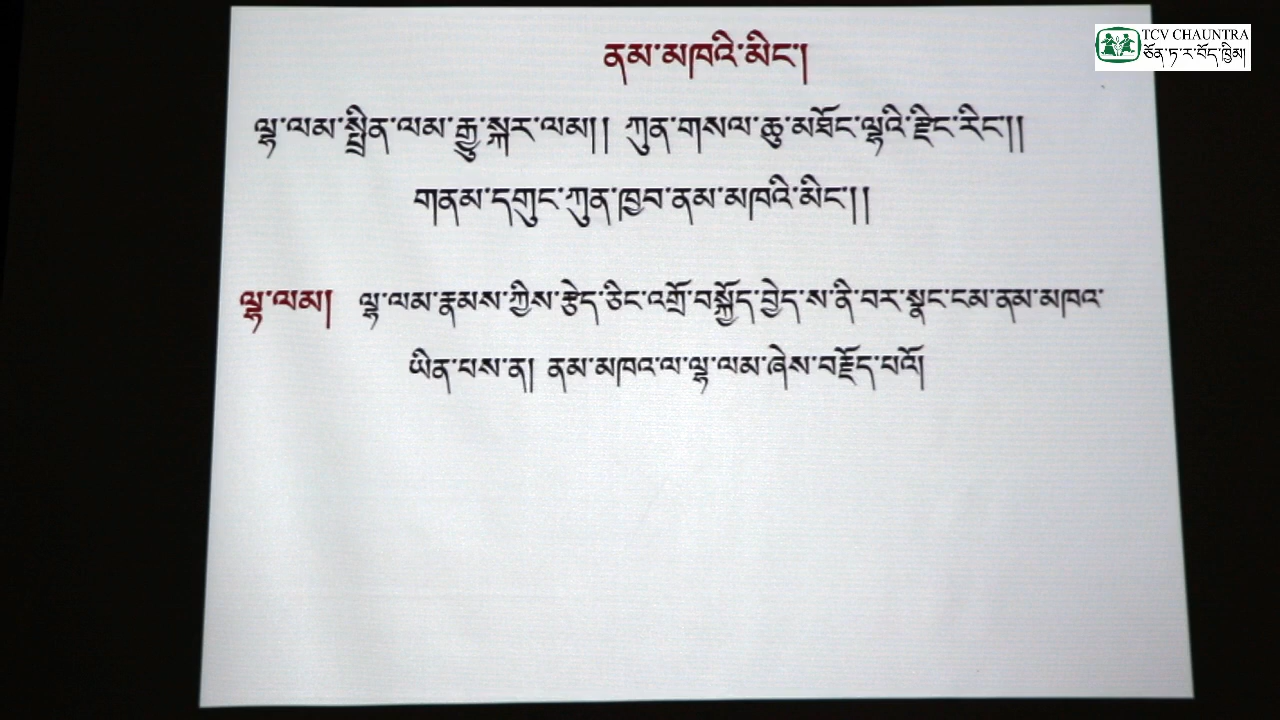 TCV CHAUNTRA
ཅོན་ཏ་ར་བོད་ཁྱིམ།
ནམ་མཁའི་མིང་།
ལྷ་ལམ་སྤྲིན་ལམ་རྒྱུ་སྐར་ལམ།། ཀུན་གསལ་ཆུ་མཐོང་ལྷའི་རྫིང་རིང་།།
གནམ་དགུང་ཀུན་ཁྱབ་ནམ་མཁའི་མིང་།།
ལྷ་ལམ། ལྷ་ལམ་རྣམས་ཀྱིས་རྩེད་ཅིང་འགྲོ་བསྐྱོད་བྱེད་ས་ནི་བར་སྣང་ངམ་ནམ་མཁའ་
ཡིན་པས་ན། ནམ་མཁའ་ལ་ལྷ་ལམ་ཞེས་བརྗོད་པའོ།